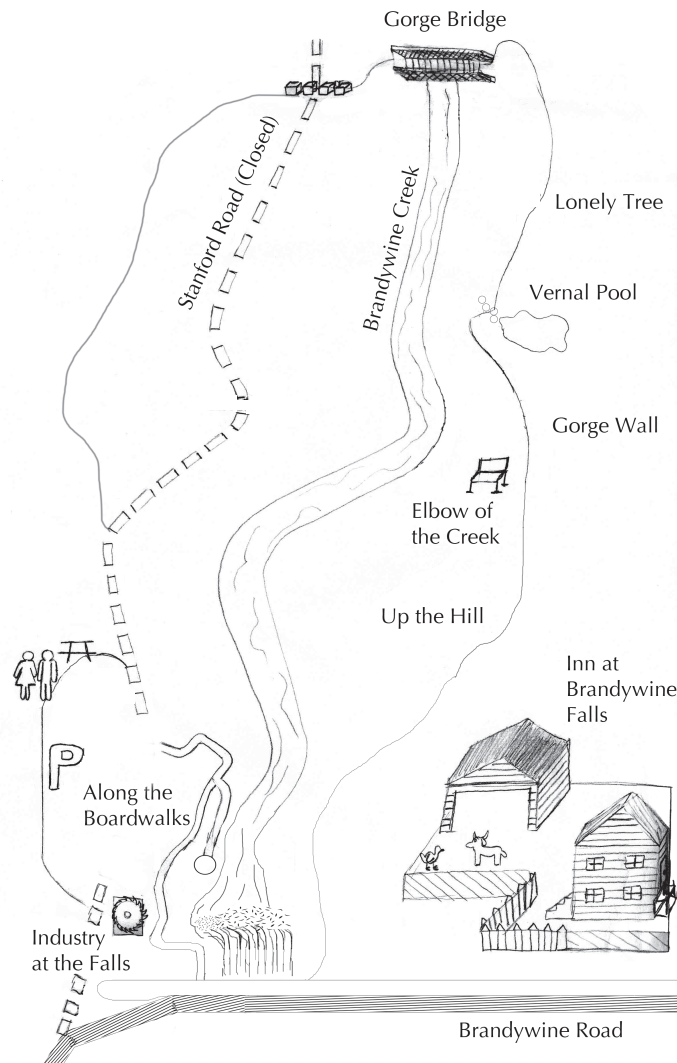 Gorge Bridge
Stanford Road (Closed)
Brandywine Creek
Lonely Tree
Vernal Pool
Gorge Wall
Elbow of
the Creek
Up the Hill
Inn at
Brandywine
Falls
P
Along the
Boardwalks
Industry
at the Falls
Brandywine Road